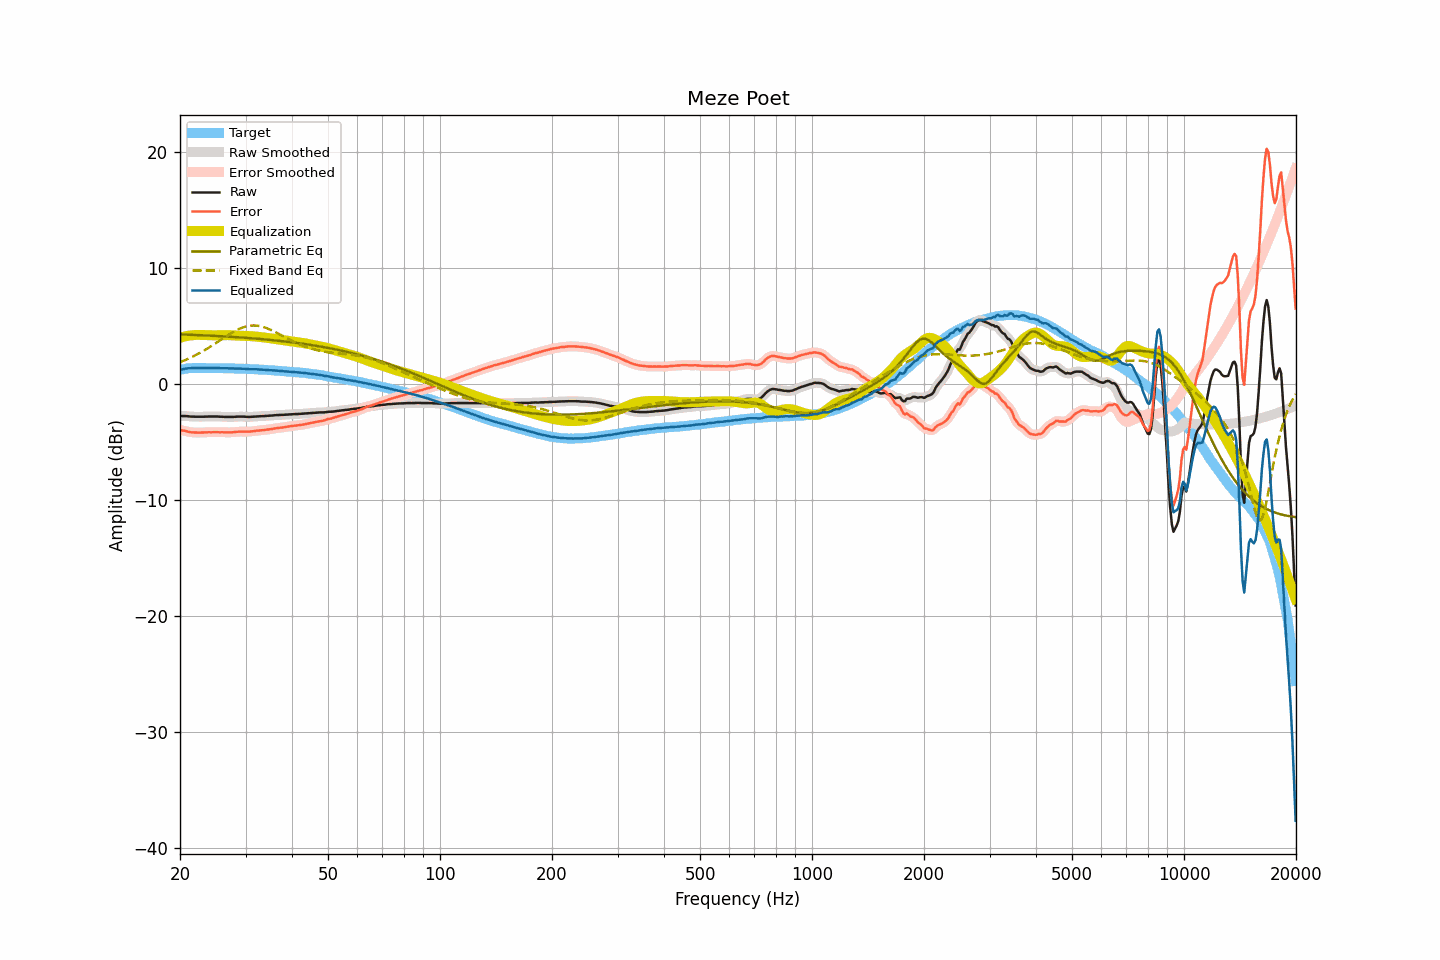 Meze Poet
Target
Raw Smoothed
Error Smoothed
Raw
Error
Equalization
Parametric Eq
Fixed Band Eq
Equalized
20
10
0
−10
−20
−30
−40
Amplitude (dBr)
20 50 100 200 500 1000 2000 5000 10000 20000
Frequency (Hz)